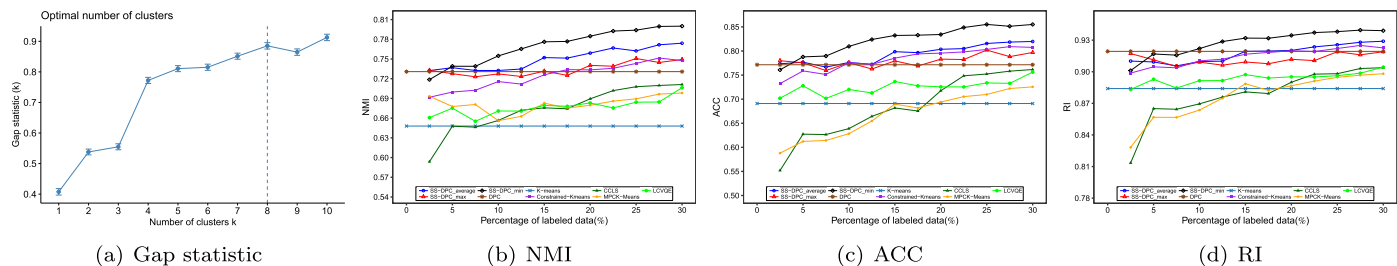 Optimal number of clusters
Gap statistic (k)
0.9
0.8
0.7
0.6
0.5
0.4
1 2 3 4 5 6 7 8 9 10
Number of clusters k
(a) Gap statistic
NMI
0.81
0.78
0.75
0.72
0.69
0.66
0.63
0.60
0.57
0.54
SS-DPC_average SS-DPC_min K-means CCLS LCVQE
SS-DPC_max DPC Constrained-Kmeans MPCK-Means
0 5 10 15 20 25 30
Percentage of labeled data(%)
(b) NMI
ACC
0.85
0.80
0.75
0.70
0.65
0.60
0.55
0.50
SS-DPC_average SS-DPC_min K-means CCLS LCVQE
SS-DPC_max DPC Constrained-Kmeans MPCK-Means
0 5 10 15 20 25 30
Percentage of labeled data(%)
(c) ACC
RI
0.93
0.90
0.87
0.84
0.81
0.78
SS-DPC_average SS-DPC_min K-means CCLS LCVQE
SS-DPC_max DPC Constrained-Kmeans MPCK-Means
0 5 10 15 20 25 30
Percentage of labeled data(%)
(d) RI